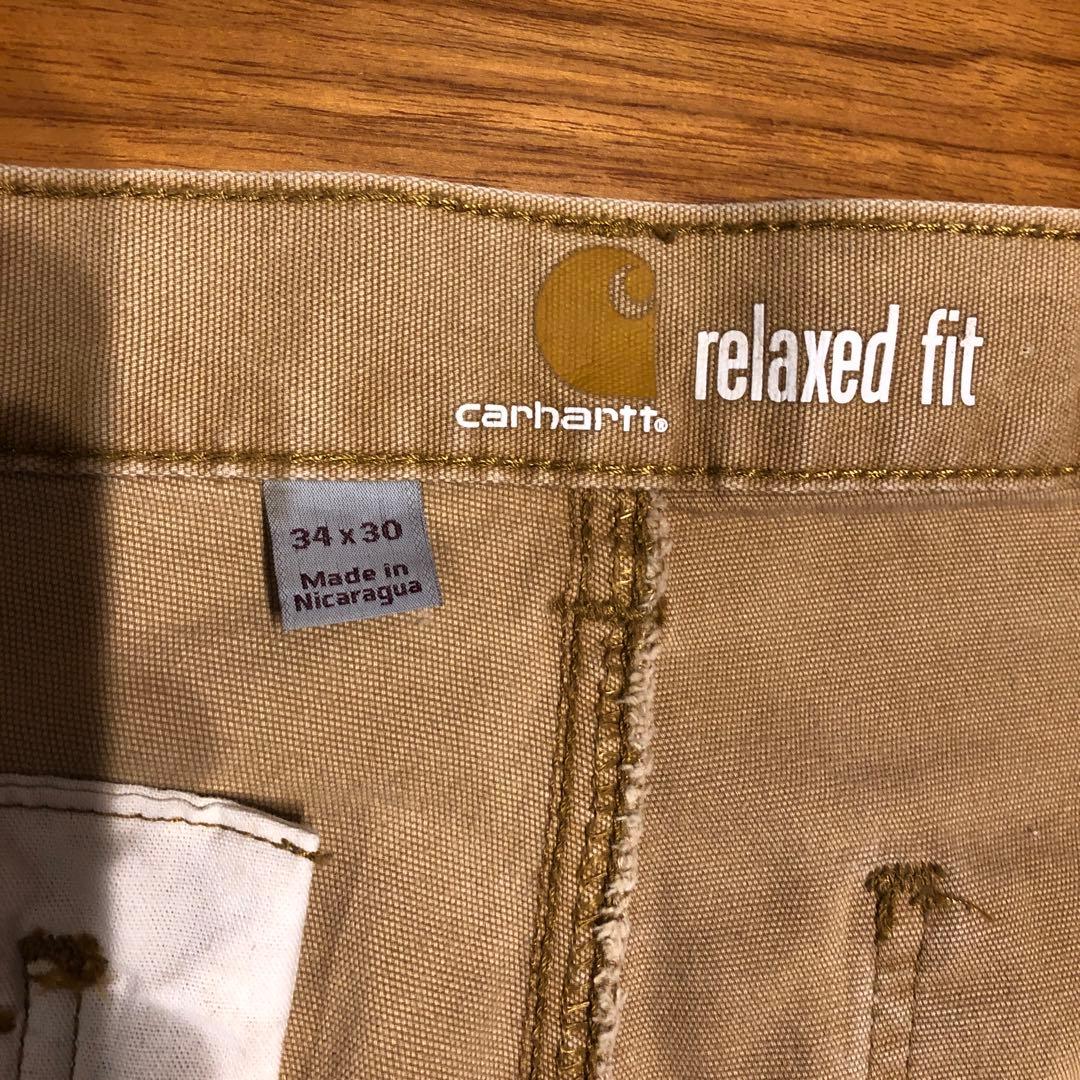 relaxed fit
carhartt®
34 x 30
Made in
Nicaragua